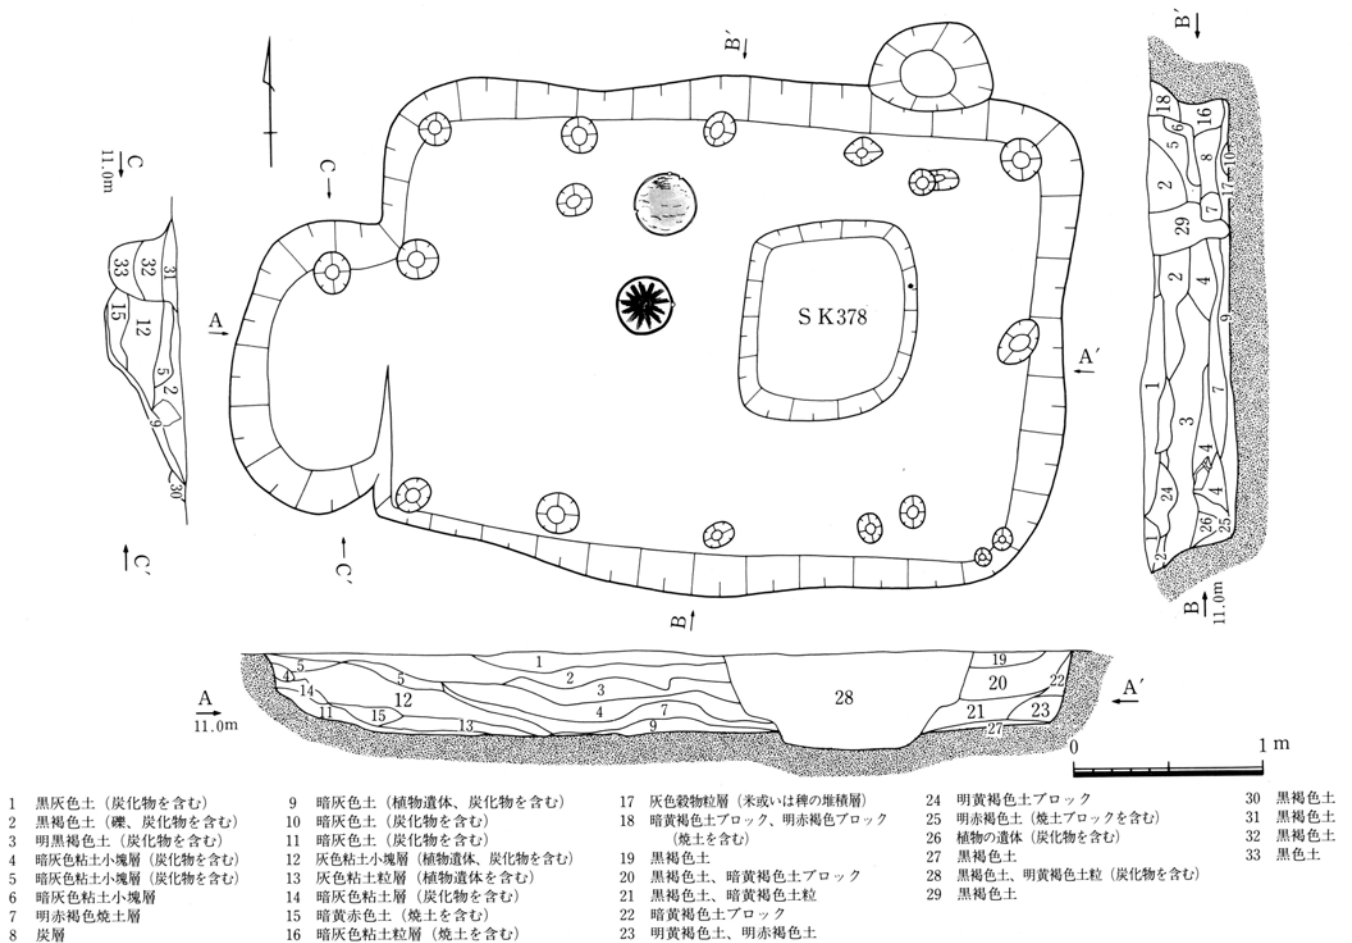 B′
B′
C
11.0m
C
18
16
6
5
8
10
2
17
7
29
33
32
31
15
12
A
S K378
2
4
9
A′
5
2
1
7
9
3
30
4
24
4
26
25
2
C′
C′
B
B
11.0m
A
11.0m
5
4
14
11
15
5
12
13
1
2
3
4
7
9
28
19
20
22
21
23
27
A′
0
1 m
1 黒灰色土（炭化物を含む）
2 黒褐色土（礫、炭化物を含む）
3 明黒褐色土（炭化物を含む）
4 暗灰色粘土小塊層（炭化物を含む）
5 暗灰色粘土小塊層（炭化物を含む）
6 暗灰色粘土小塊層
7 明赤褐色焼土層
8 炭層
9 暗灰色土（植物遺体、炭化物を含む）
10 暗灰色土（炭化物を含む）
11 暗灰色土（炭化物を含む）
12 灰色粘土小塊層（植物遺体、炭化物を含む）
13 灰色粘土粒層（植物遺体を含む）
14 暗灰色粘土層（炭化物を含む）
15 暗黄赤色土（焼土を含む）
16 暗灰色粘土粒層（焼土を含む）
17 灰色穀物粒層（米或いは稗の堆積層）
18 暗黄褐色土ブロック、明赤褐色ブロック
（焼土を含む）
19 黒褐色土
20 黒褐色土、暗黄褐色土ブロック
21 黒褐色土、暗黄褐色土粒
22 暗黄褐色土ブロック
23 明黄褐色土、明赤褐色土
24 明黄褐色土ブロック
25 明赤褐色土（焼土ブロックを含む）
26 植物の遺体（炭化物を含む）
27 黒褐色土
28 黒褐色土、明黄褐色土粒（炭化物を含む）
29 黒褐色土
30 黒褐色土
31 黒褐色土
32 黒褐色土
33 黒色土